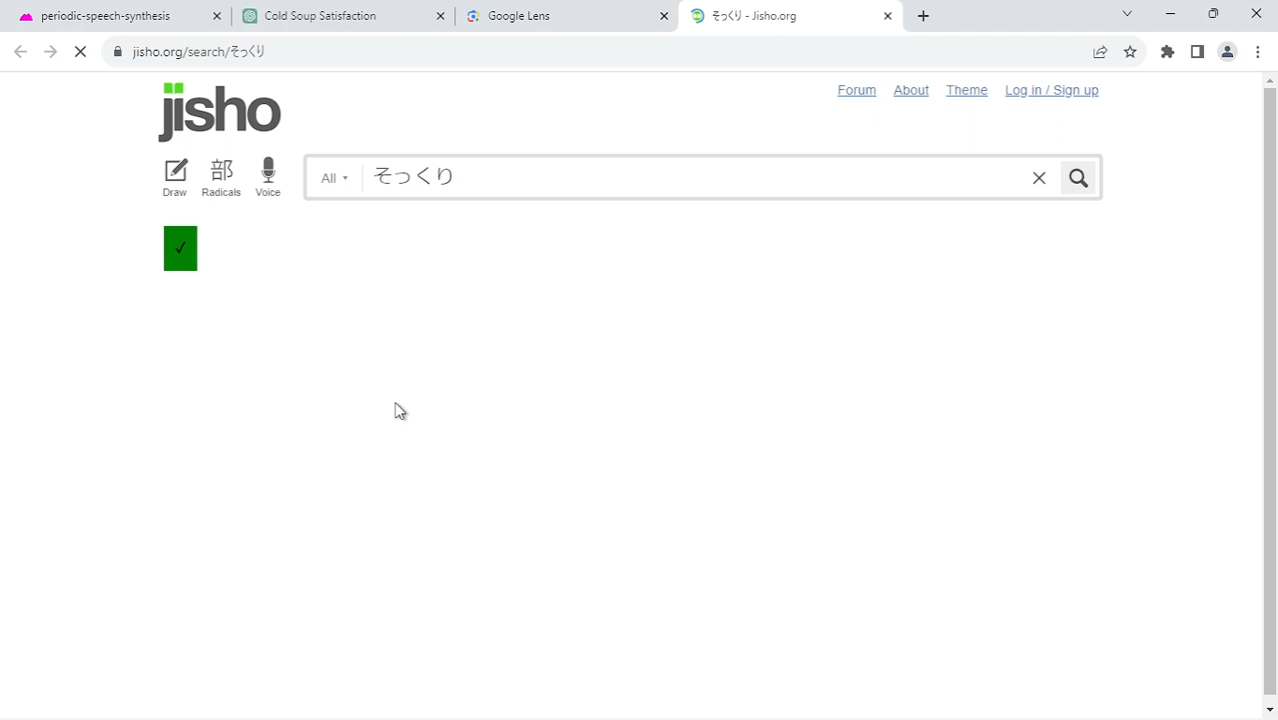 periodic-speech-synthesis
Cold Soup Satisfaction
Google Lens
そっくり - Jisho.org
jisho.org/search/そっくり
jisho
Forum About Theme Log in / Sign up
部
Draw Radicals Voice
All そっくり
✓